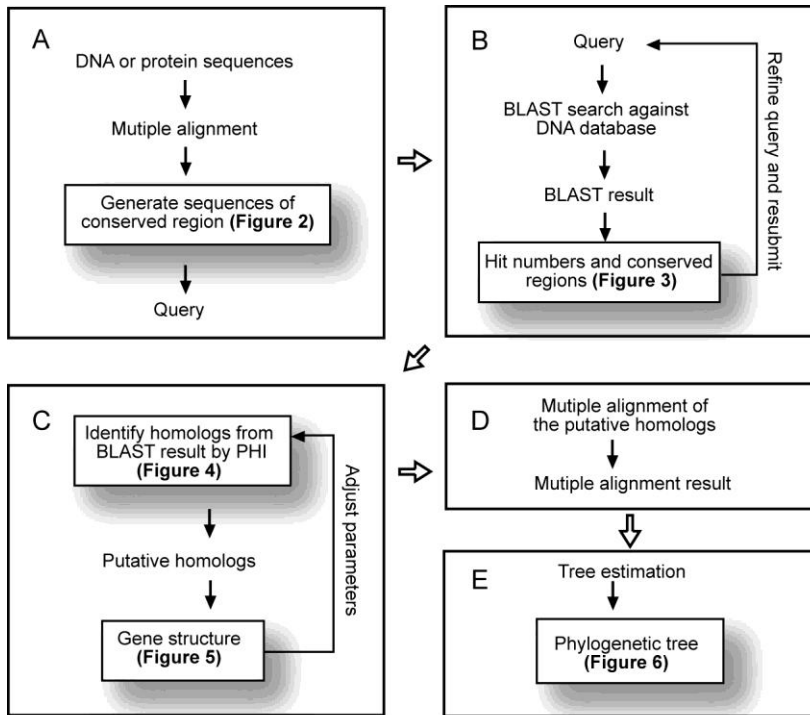 A
DNA or protein sequences
Mutiple alignment
Generate sequences of
conserved region (Figure 2)
Query
B
Query
BLAST search against
DNA database
BLAST result
Hit numbers and conserved
regions (Figure 3)
Refine query and resubmit
C
Identify homologs from
BLAST result by PHI
(Figure 4)
Putative homologs
Gene structure
(Figure 5)
Adjust parameters
D
Mutiple alignment of
the putative homologs
Mutiple alignment result
E
Tree estimation
Phylogenetic tree
(Figure 6)